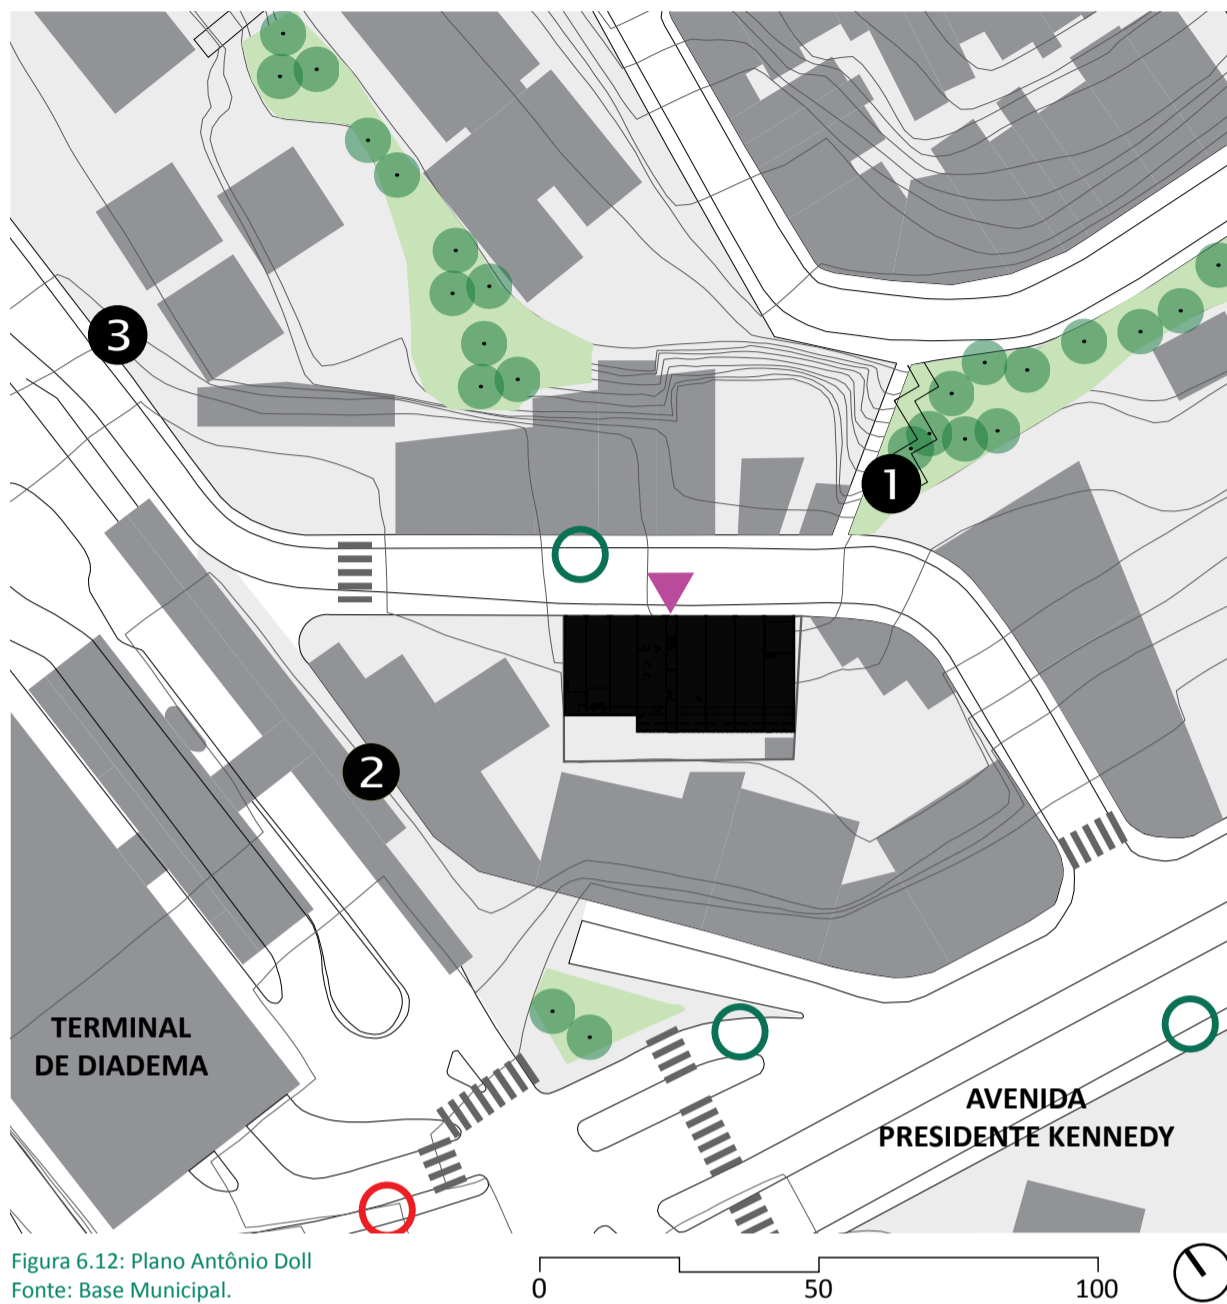 3
1
2
TERMINAL
DE DIADEMA
AVENIDA
PRESIDENTE KENNEDY
Figura 6.12: Plano Antônio Doll
Fonte: Base Municipal.
0 50 100